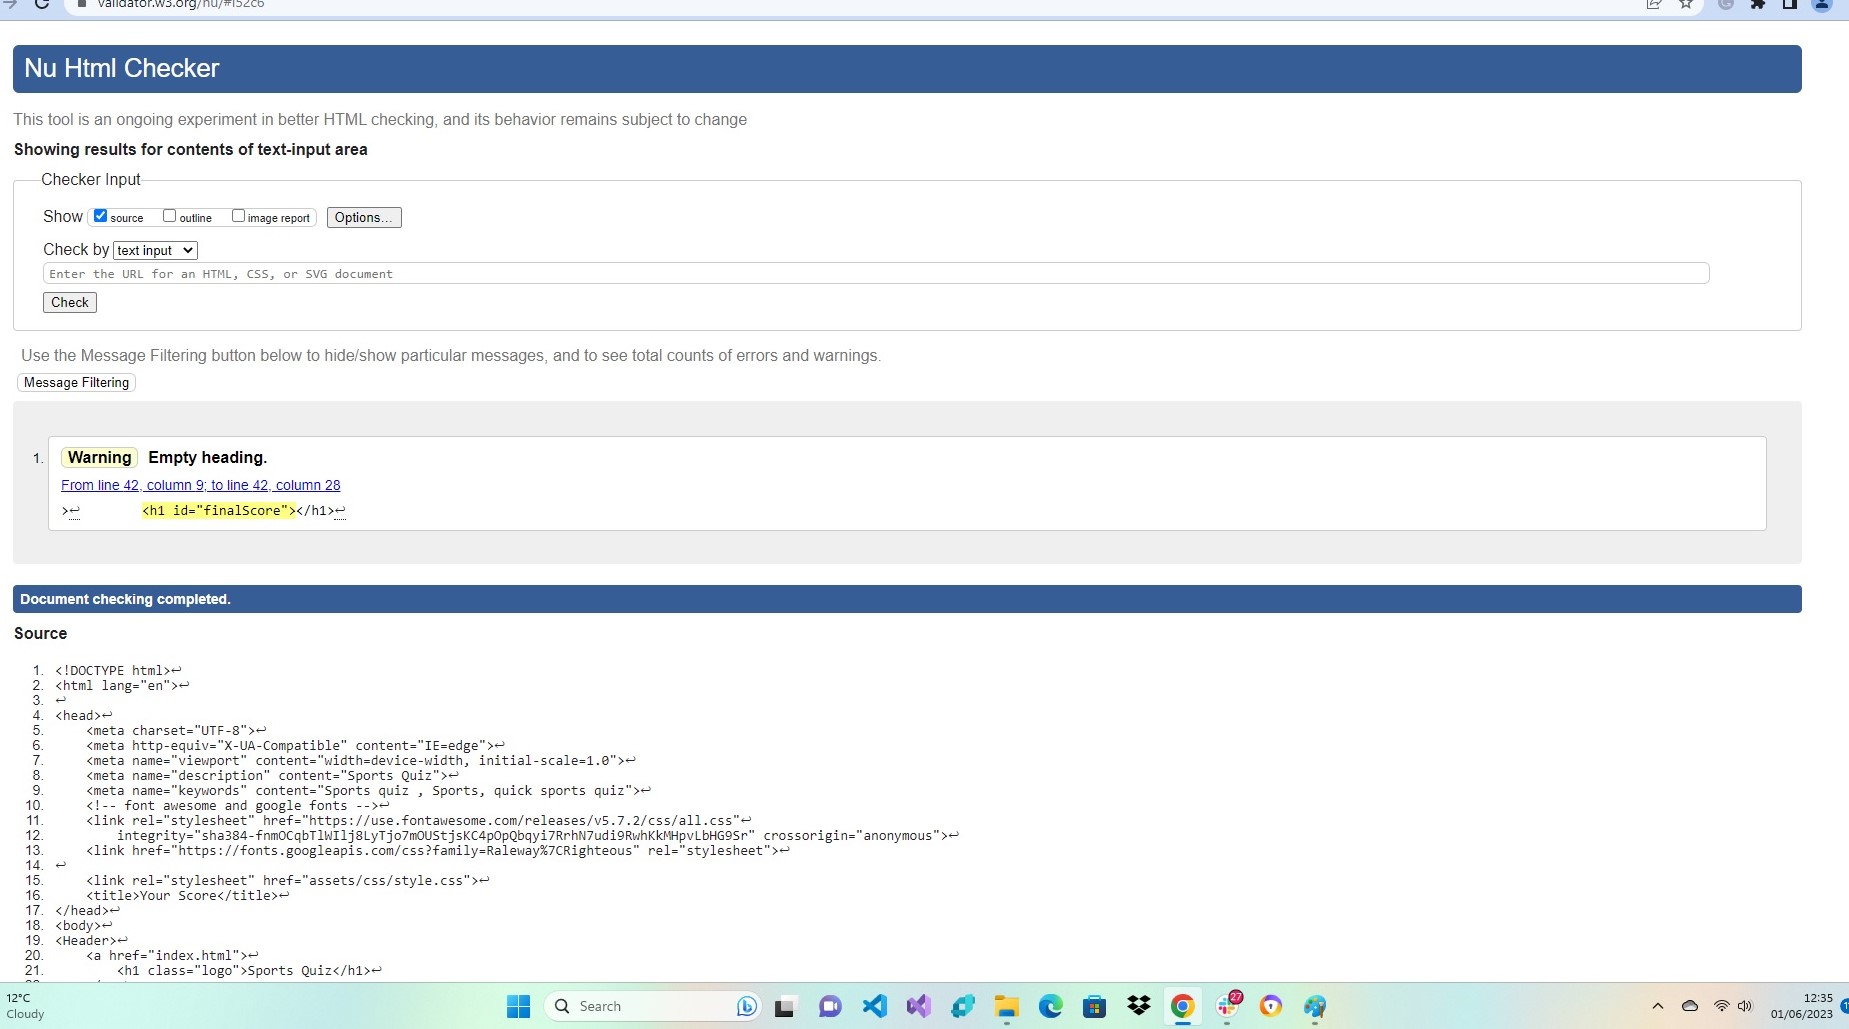 validator.w3.org/nu/#l52c6
Nu Html Checker
This tool is an ongoing experiment in better HTML checking, and its behavior remains subject to change
Showing results for contents of text-input area
Checker Input
Show source outline image report Options...
Check by text input
Enter the URL for an HTML, CSS, or SVG document
Check
Use the Message Filtering button below to hide/show particular messages, and to see total counts of errors and warnings.
Message Filtering
1. Warning Empty heading.
From line 42, column 9; to line 42, column 28
>↩        <h1 id="finalScore"></h1>↩
Document checking completed.
Source
1. <!DOCTYPE html>↩
2. <html lang="en">↩
3. ↩
4. <head>↩
5.     <meta charset="UTF-8">↩
6.     <meta http-equiv="X-UA-Compatible" content="IE=edge">↩
7.     <meta name="viewport" content="width=device-width, initial-scale=1.0">↩
8.     <meta name="description" content="Sports Quiz">↩
9.     <meta name="keywords" content="Sports quiz , Sports, quick sports quiz">↩
10.     <!-- font awesome and google fonts -->↩
11.     <link rel="stylesheet" href="https://use.fontawesome.com/releases/v5.7.2/css/all.css"↩
12.         integrity="sha384-fnmOCqbTlWIlj8LyTjo7mOUStjsKC4pOpQbqyi7RrhN7udi9RwhKkMHpvLbHG9Sr" crossorigin="anonymous">↩
13.     <link href="https://fonts.googleapis.com/css?family=Raleway%7CRighteous" rel="stylesheet">↩
14. ↩
15.     <link rel="stylesheet" href="assets/css/style.css">↩
16.     <title>Your Score</title>↩
17. </head>↩
18. <body>↩
19. <Header>↩
20.     <a href="index.html">↩
21.         <h1 class="logo">Sports Quiz</h1>↩
12°C
Cloudy
Search
27
12:35
01/06/2023